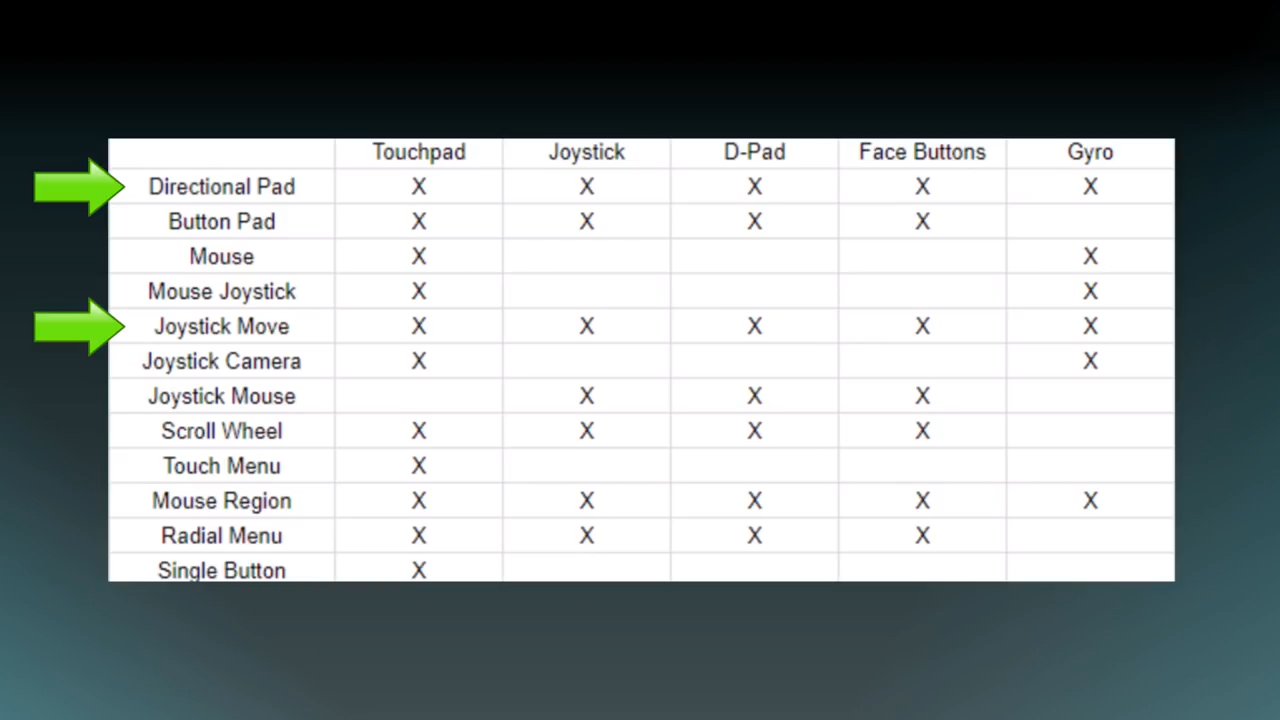 Touchpad Joystick D-Pad Face Buttons Gyro
Directional Pad X X X X X
Button Pad X X X X
Mouse X X
Mouse Joystick X X
Joystick Move X X X X X
Joystick Camera X X
Joystick Mouse X X X
Scroll Wheel X X X X
Touch Menu X
Mouse Region X X X X X
Radial Menu X X X X
Single Button X